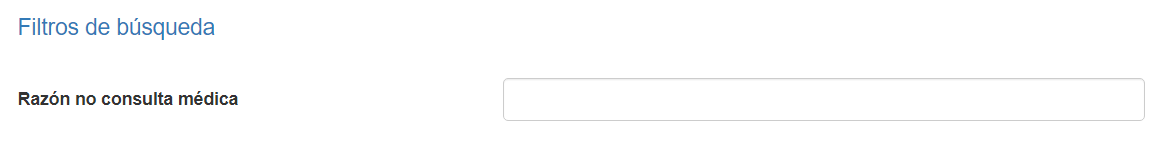 Filtros de búsqueda
Razón no consulta médica